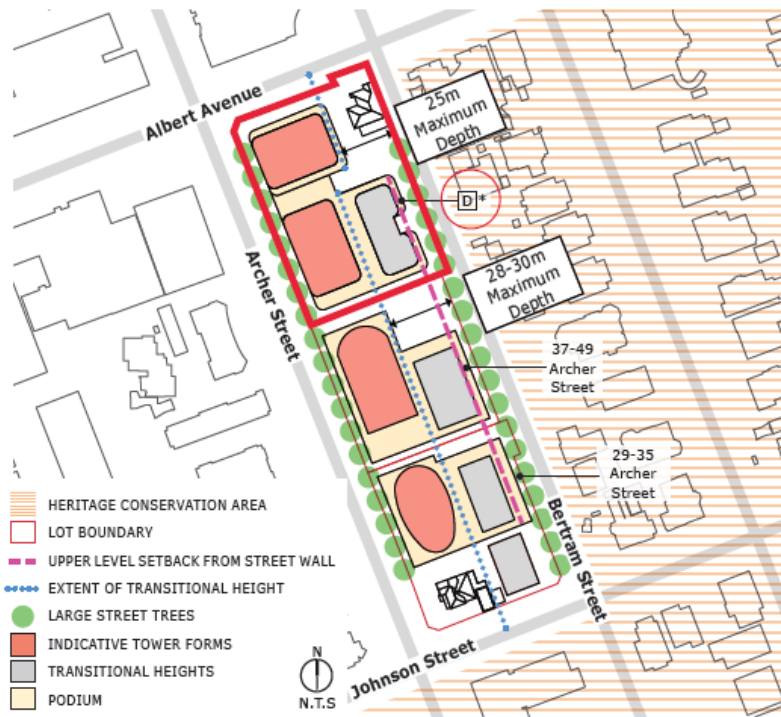 Albert Avenue
25m
Maximum
Depth
D *
Archer Street
28-30m
Maximum
Depth
37-49
Archer
Street
29-35
Archer
Street
Bertram Street
HERITAGE CONSERVATION AREA
LOT BOUNDARY
UPPER LEVEL SETBACK FROM STREET WALL
EXTENT OF TRANSITIONAL HEIGHT
LARGE STREET TREES
INDICATIVE TOWER FORMS
TRANSITIONAL HEIGHTS
PODIUM
N
N.T.S
Johnson Street